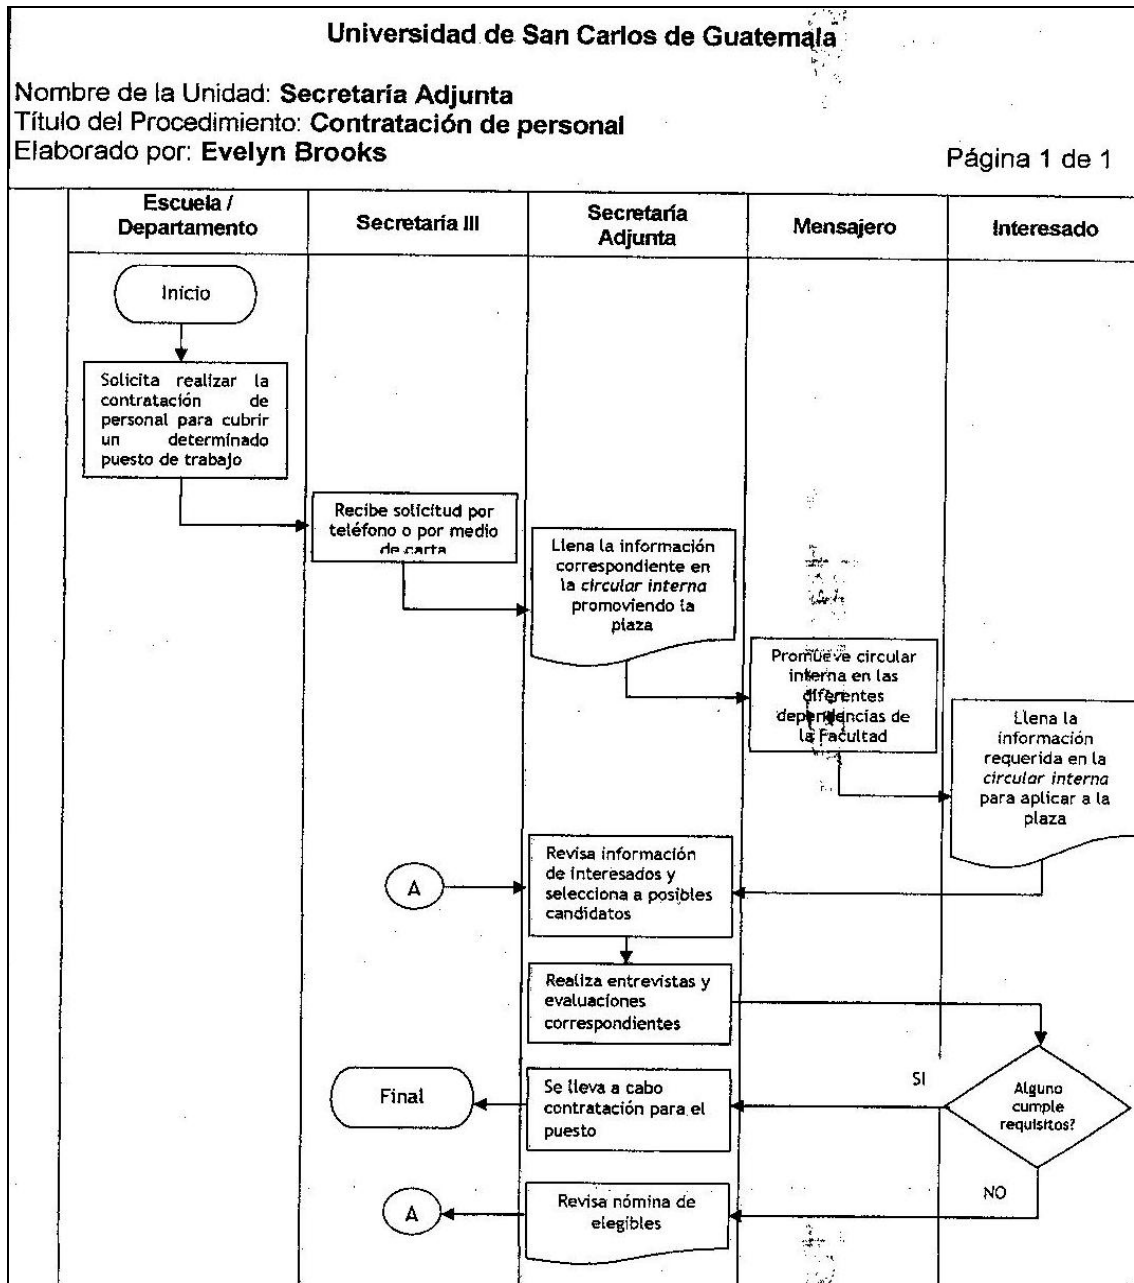 Universidad de San Carlos de Guatemala
Nombre de la Unidad: Secretaría Adjunta
Título del Procedimiento: Contratación de personal
Elaborado por: Evelyn Brooks
Página 1 de 1
Escuela /
Departamento
Secretaria III
Secretaría
Adjunta
Mensajero
Interesado
Inicio
Solicita realizar la
contratación de
personal para cubrir
un determinado
puesto de trabajo
Recibe solicitud por
teléfono o por medio
de carta
Llena la información
correspondiente en
la circular interna
promoviendo la
plaza
Promueve circular
interna en las
diferentes
dependencias de
la Facultad
Llena la
información
requerida en la
circular interna
para aplicar a la
plaza
A
Revisa información
de interesados y
selecciona a posibles
candidatos
Realiza entrevistas y
evaluaciones
correspondientes
Alguno
cumple
requisitos?
SI
Se lleva a cabo
contratación para el
puesto
Final
NO
Revisa nómina de
elegibles
A